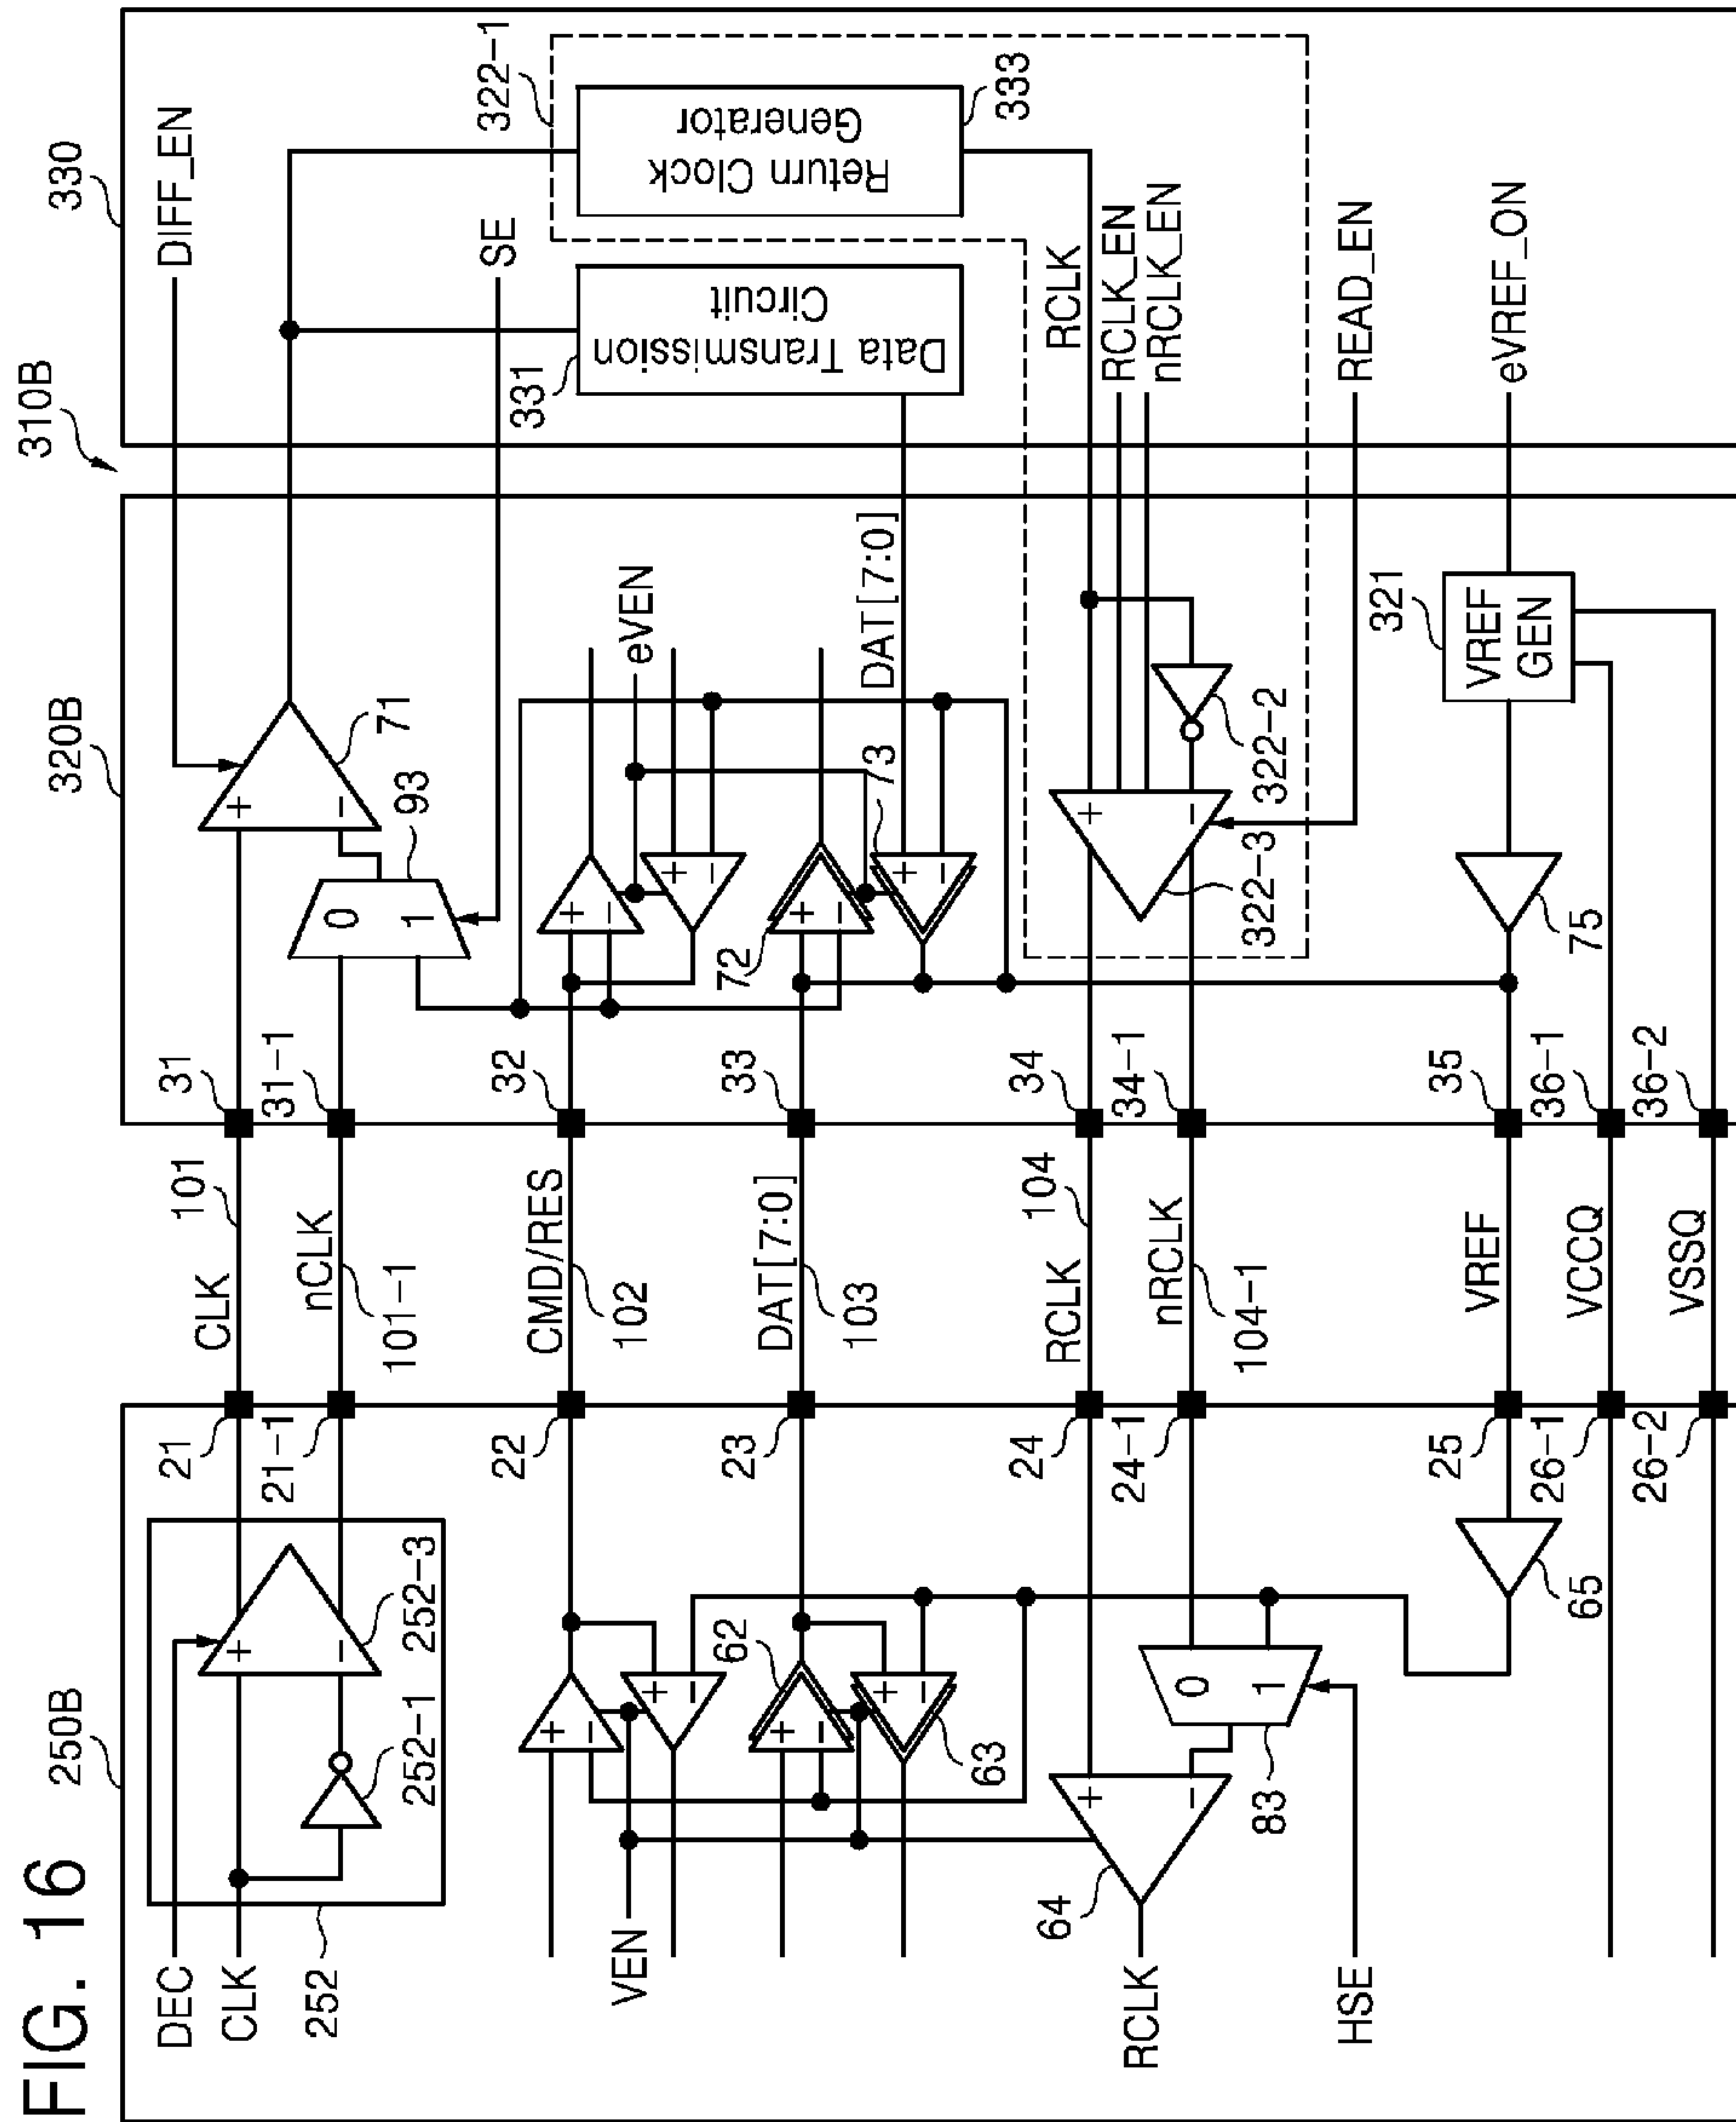 FIG. 16
310B
250B
320B
330
DEC
CLK
252
252-1
252-3
21
21-1
CLK
101
nCLK
101-1
31
31-1
+
−
+
−
71
0
1
93
DIFF_EN
SE
322-1
Return Clock
Generator
333
Data Transmission
Circuit
331
VEN
+
−
+
−
22
CMD/RES
102
32
+
−
+
−
eVEN
+
−
62
+
−
63
23
DAT[7:0]
103
33
+
−
72
+
−
73
DAT[7:0]
RCLK
64
+
−
0
1
83
HSE
24
24-1
RCLK
104
nRCLK
104-1
34
34-1
+
−
322-3
322-2
RCLK
RCLK_EN
nRCLK_EN
READ_EN
65
25
VREF
35
75
VREF
GEN
321
eVREF_ON
26-1
VCCQ
36-1
26-2
VSSQ
36-2